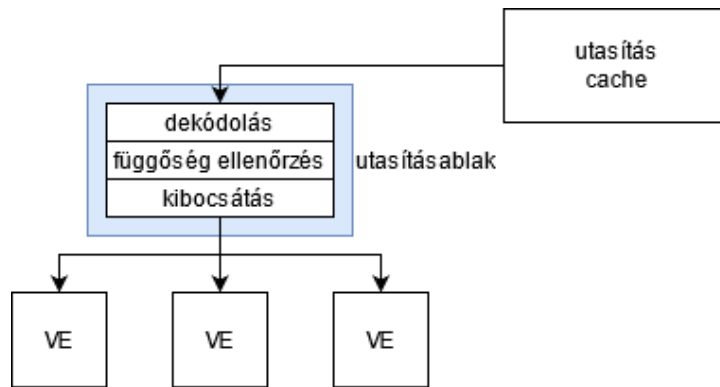 utasítás
cache
dekódolás
függőség ellenőrzés
utasításablak
kibocsátás
VE
VE
VE